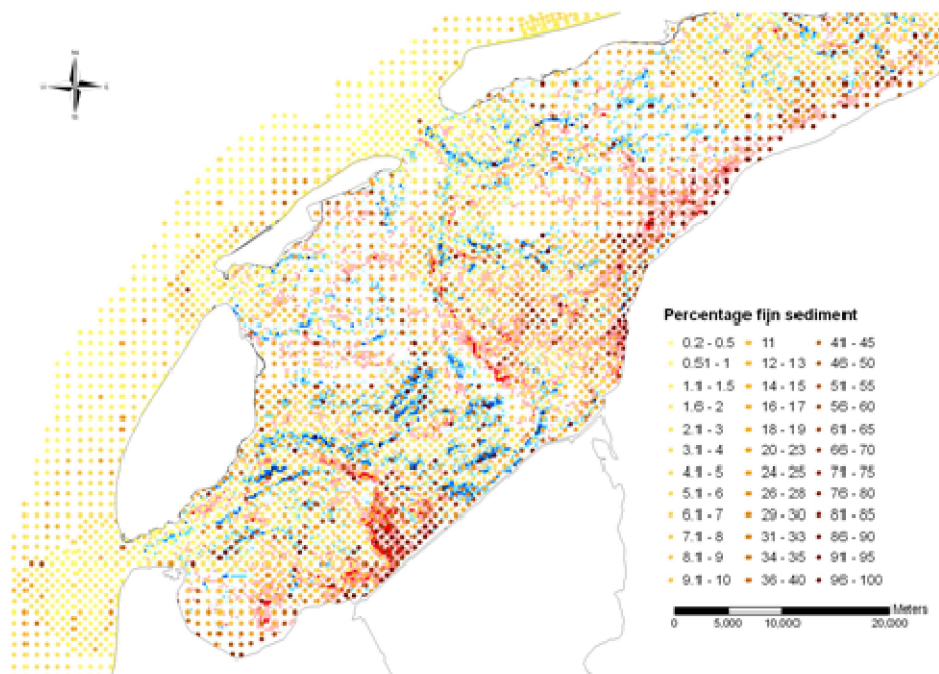 Percentage fijn sediment
0.2 - 0.5 11 41 - 45
0.51 - 1 12 - 13 46 - 50
1.1 - 1.5 14 - 15 51 - 55
1.6 - 2 16 - 17 56 - 60
2.1 - 3 18 - 19 61 - 65
3.1 - 4 20 - 23 66 - 70
4.1 - 5 24 - 25 71 - 75
5.1 - 6 26 - 28 76 - 80
6.1 - 7 29 - 30 81 - 85
7.1 - 8 31 - 33 86 - 90
8.1 - 9 34 - 35 91 - 95
9.1 - 10 36 - 40 96 - 100
Meters
0 5,000 10,000 20,000